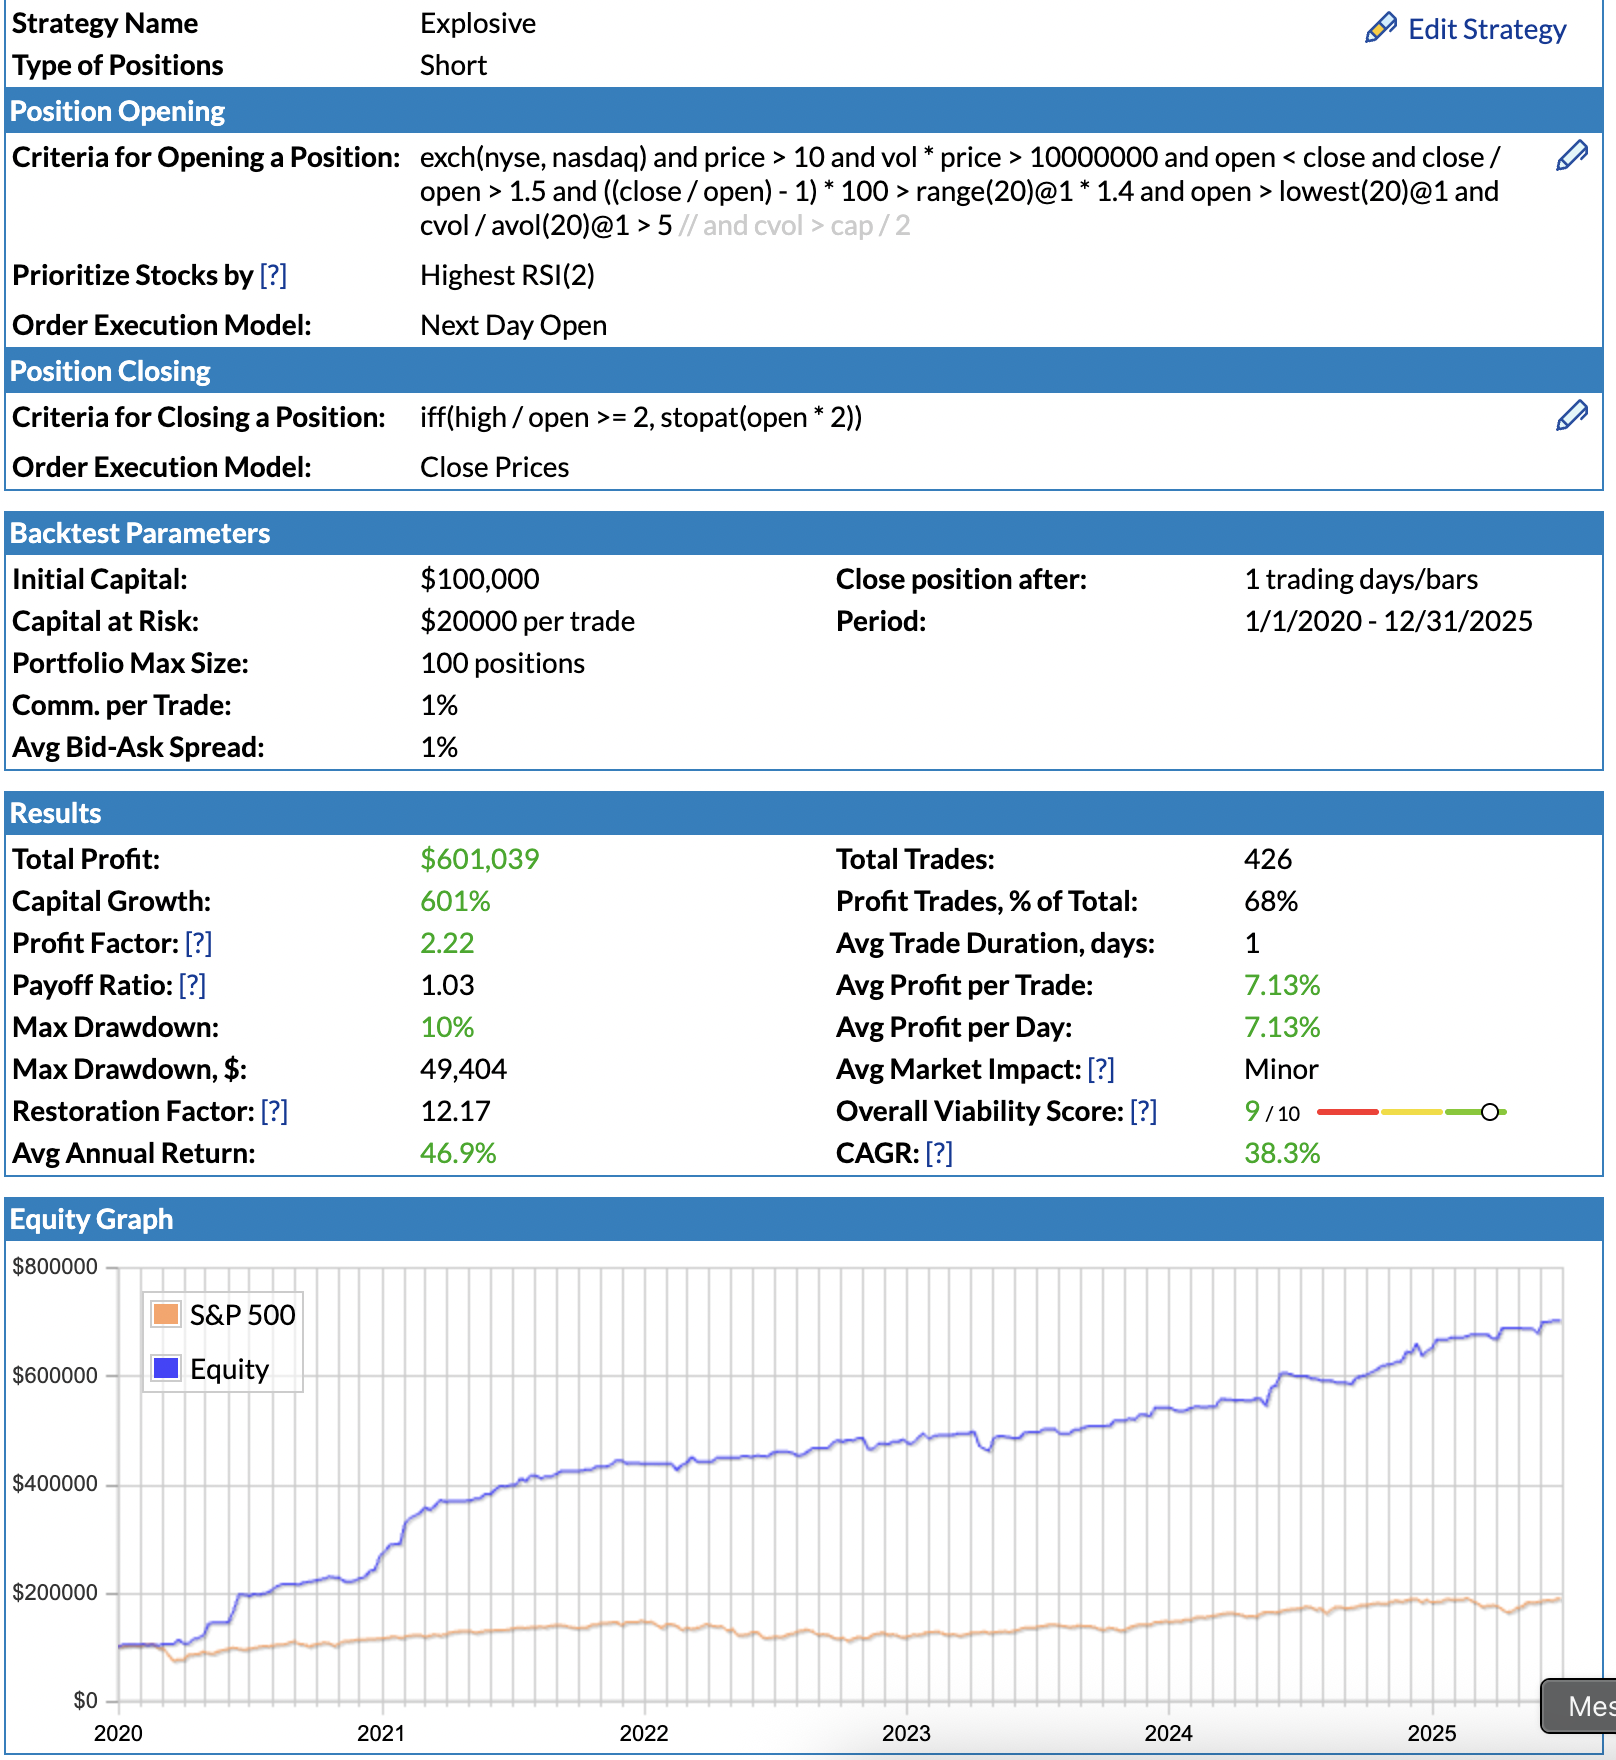 Strategy Name Explosive Edit Strategy
Type of Positions Short
Position Opening
Criteria for Opening a Position: exch(nyse, nasdaq) and price > 10 and vol * price > 10000000 and open < close and close /
open > 1.5 and ((close / open) - 1) * 100 > range(20)@1 * 1.4 and open > lowest(20)@1 and
cvol / avol(20)@1 > 5 // and cvol > cap / 2
Prioritize Stocks by [?] Highest RSI(2)
Order Execution Model: Next Day Open
Position Closing
Criteria for Closing a Position: iff(high / open >= 2, stopat(open * 2))
Order Execution Model: Close Prices
Backtest Parameters
Initial Capital: $100,000 Close position after: 1 trading days/bars
Capital at Risk: $20000 per trade Period: 1/1/2020 - 12/31/2025
Portfolio Max Size: 100 positions
Comm. per Trade: 1%
Avg Bid-Ask Spread: 1%
Results
Total Profit: $601,039 Total Trades: 426
Capital Growth: 601% Profit Trades, % of Total: 68%
Profit Factor: [?] 2.22 Avg Trade Duration, days: 1
Payoff Ratio: [?] 1.03 Avg Profit per Trade: 7.13%
Max Drawdown: 10% Avg Profit per Day: 7.13%
Max Drawdown, $: 49,404 Avg Market Impact: [?] Minor
Restoration Factor: [?] 12.17 Overall Viability Score: [?] 9 / 10
Avg Annual Return: 46.9% CAGR: [?] 38.3%
Equity Graph
$800000
S&P 500
Equity
$600000
$400000
$200000
$0
Mes
2020 2021 2022 2023 2024 2025